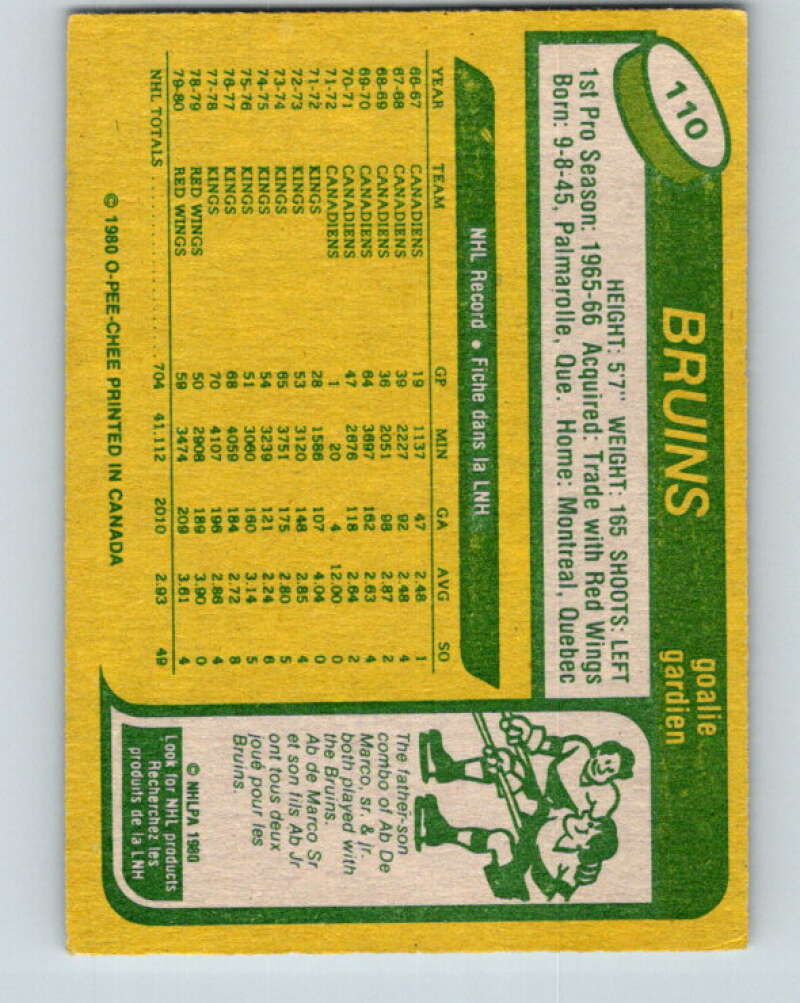 110
BRUINS
goalie
gardien
HEIGHT: 5'7" WEIGHT: 165 SHOOTS: LEFT
1st Pro Season: 1965-66 Acquired: Trade with Red Wings
Born: 9-8-45, Palmarolle, Que. Home: Montreal, Quebec
NHL Record • Fiche dans la LNH
YEAR TEAM GP MIN GA AVG SO
66-67 CANADIENS 19 1137 47 2.48 1
67-68 CANADIENS 39 2227 92 2.48 4
68-69 CANADIENS 36 2051 98 2.87 2
69-70 CANADIENS 64 3697 162 2.63 4
70-71 CANADIENS 47 2676 118 2.64 2
71-72 CANADIENS 1 20 4 12.00 0
71-72 KINGS 28 1586 107 4.04 0
72-73 KINGS 53 3120 148 2.85 4
73-74 KINGS 65 3751 175 2.80 5
74-75 KINGS 54 3239 121 2.24 6
75-76 KINGS 51 3060 160 3.14 5
76-77 KINGS 68 4059 184 2.72 8
77-78 KINGS 70 4107 196 2.86 4
78-79 RED WINGS 50 2908 189 3.90 0
79-80 RED WINGS 59 3474 209 3.61 4
NHL TOTALS .......... 704 41.112 2010 2.93 49
© 1980 O-PEE-CHEE PRINTED IN CANADA
The father-son
combo of Ab De
Marco, sr. & jr.
both played with
the Bruins.
Ab de Marco Sr
et son fils Ab Jr
ont tous deux
joué pour les
Bruins.
© NHLPA 1980
Look for NHL products
Recherchez les
produits de la LNH